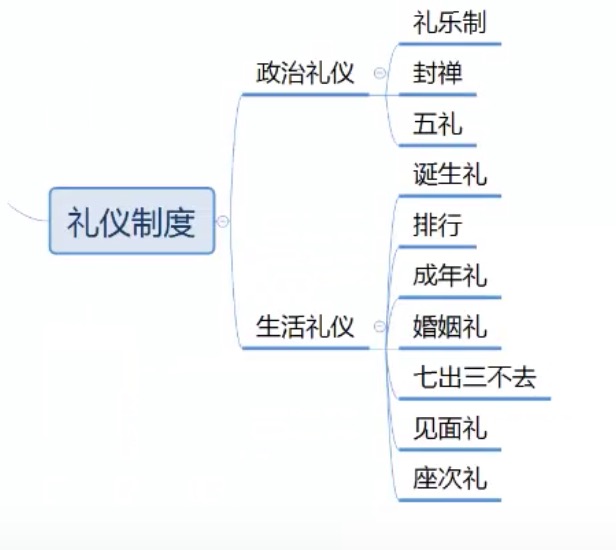 礼仪制度
政治礼仪
礼乐制
封禅
五礼
生活礼仪
诞生礼
排行
成年礼
婚姻礼
七出三不去
见面礼
座次礼